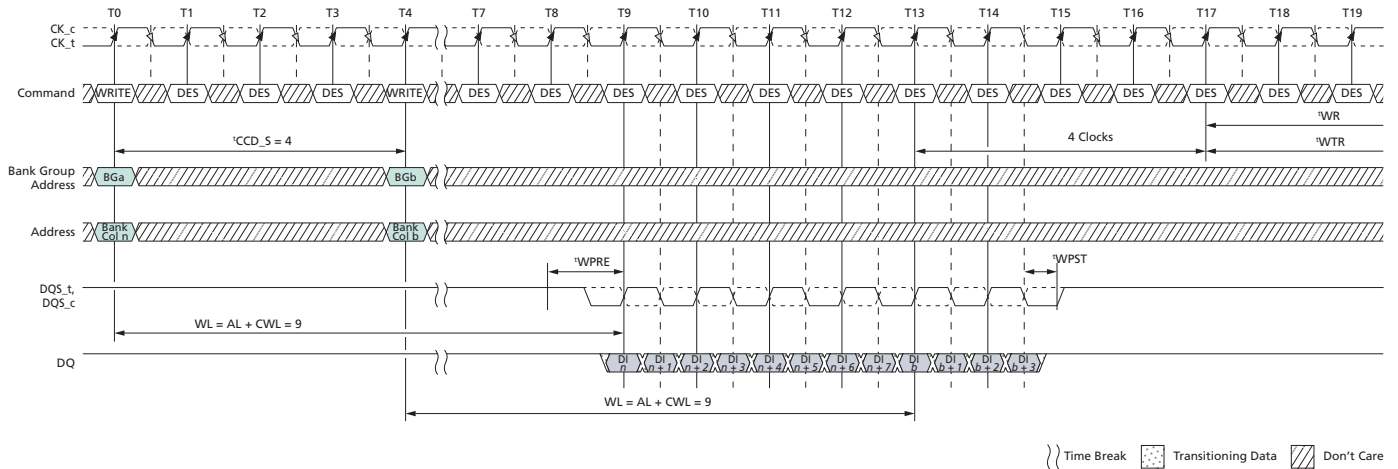 T0 T1 T2 T3 T4 T7 T8 T9 T10 T11 T12 T13 T14 T15 T16 T17 T18 T19
CK_c
CK_t
Command WRITE DES DES DES WRITE DES DES DES DES DES DES DES DES DES DES DES DES DES
tWR
tCCD_S = 4 4 Clocks tWTR
Bank Group
Address
BGa BGb
Address
Bank
Col n
Bank
Col b
tWPRE tWPST
DQS_t,
DQS_c
WL = AL + CWL = 9
DQ
DI
n
DI
n + 1
DI
n + 2
DI
n + 3
DI
n + 4
DI
n + 5
DI
n + 6
DI
n + 7
DI
b
DI
b + 1
DI
b + 2
DI
b + 3
WL = AL + CWL = 9
Time Break Transitioning Data Don't Care